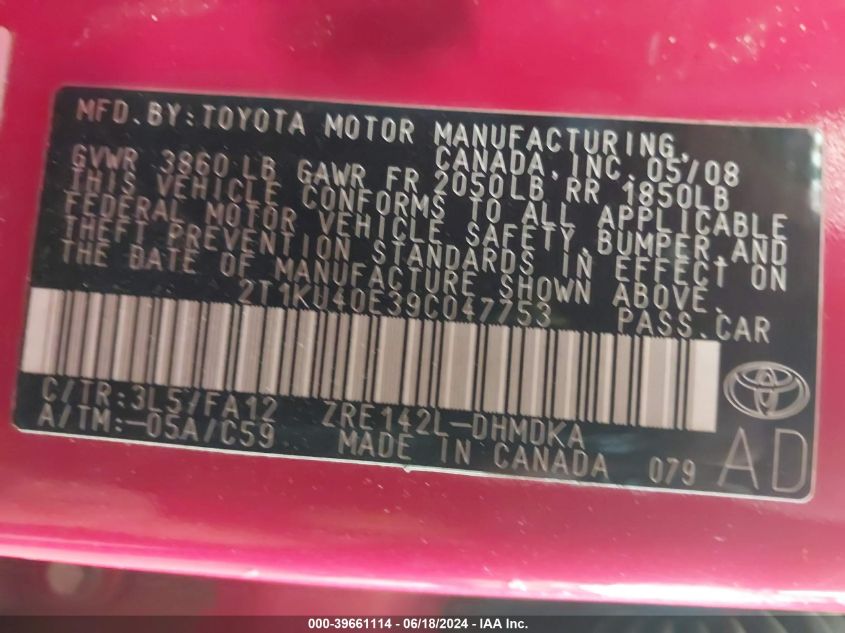 MFD. BY: TOYOTA MOTOR MANUFACTURING,
CANADA, INC. 05/08
GVWR 3860 LB GAWR FR 2050LB RR 1850LB
THIS VEHICLE CONFORMS TO ALL APPLICABLE
FEDERAL MOTOR VEHICLE SAFETY, BUMPER, AND
THEFT PREVENTION STANDARDS IN EFFECT ON
THE DATE OF MANUFACTURE SHOWN ABOVE.
2T1KU40E39C047753 PASS. CAR
C/TR: 3L5/FA12 ZRE142L-DHMDKA
A/TM: -05A/C59 MADE IN CANADA 079 AD
000-39661114 - 06/18/2024 - IAA Inc.